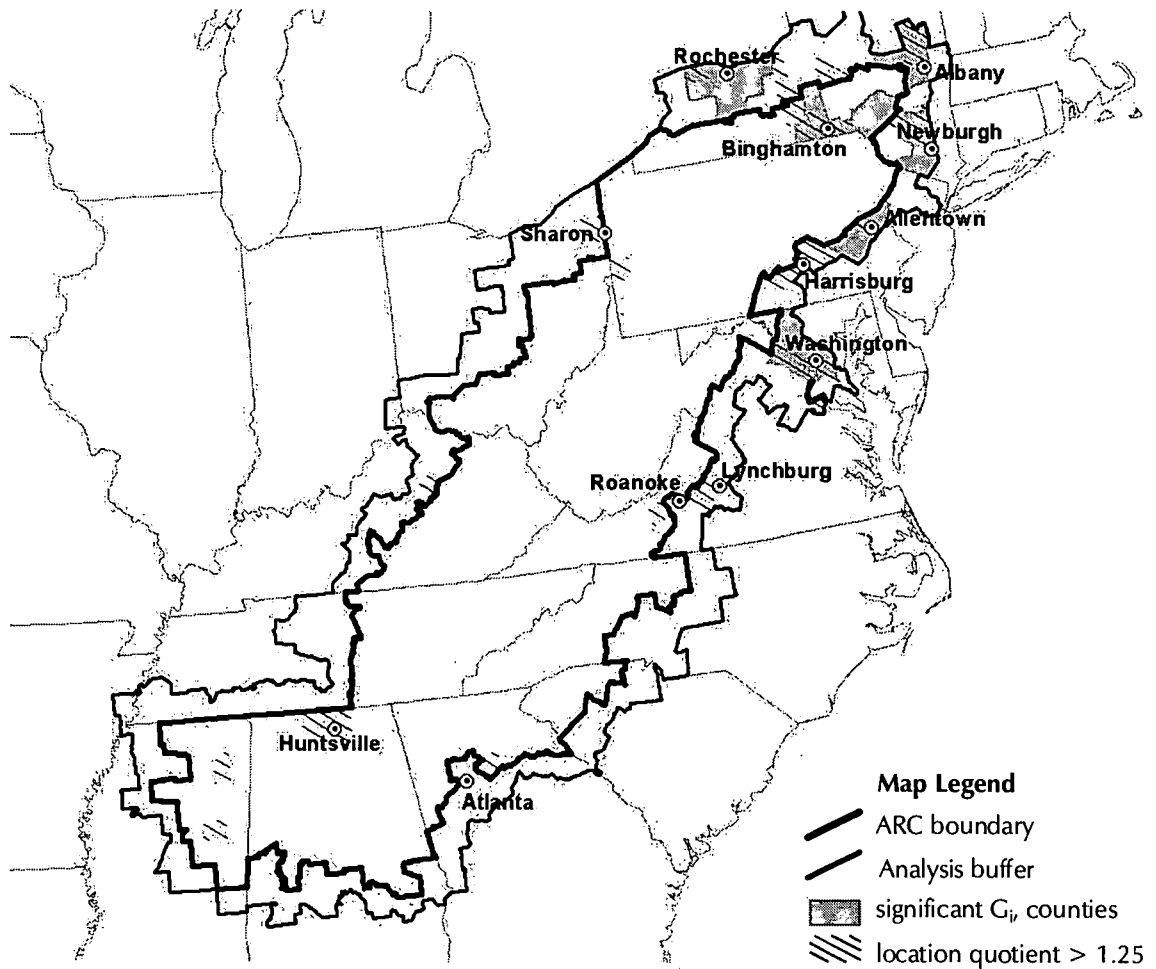 Rochester
Albany
Newburgh
Binghamton
Allentown
Sharon
Harrisburg
Washington
Lynchburg
Roanoke
Huntsville
Atlanta
Map Legend
ARC boundary
Analysis buffer
significant Gi, counties
location quotient > 1.25